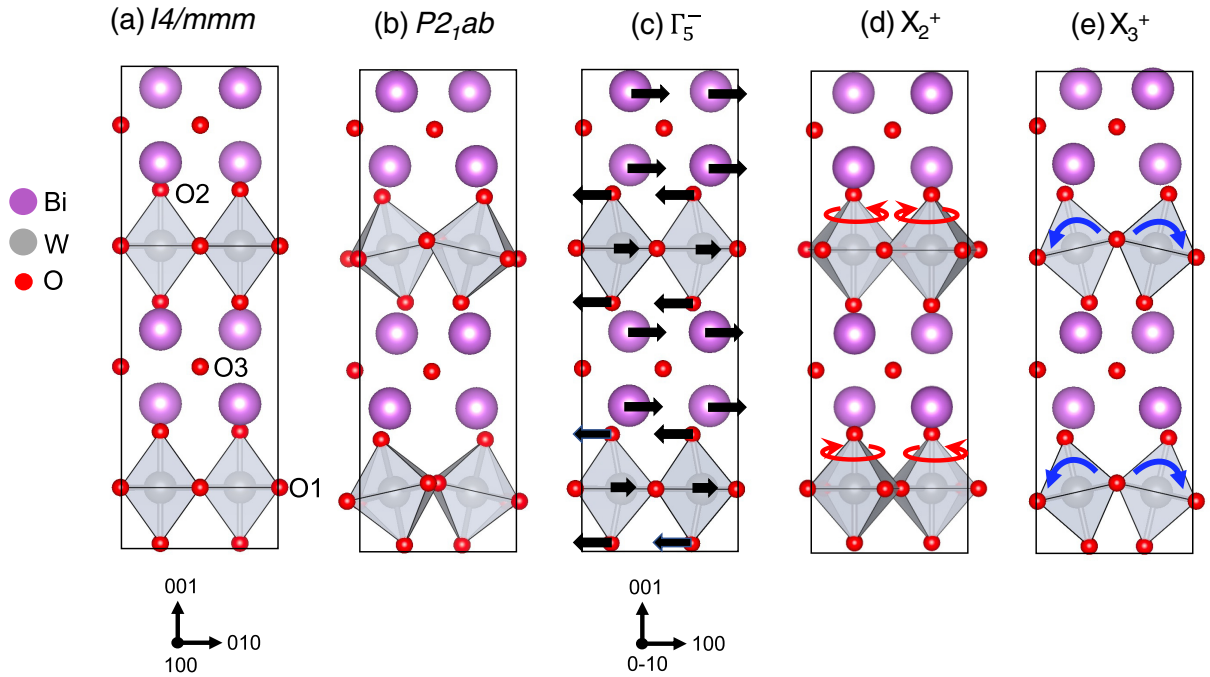 (a) I4/mmm
(b) P2₁ab
(c) Γ₅⁻
(d) X₂⁺
(e) X₃⁺
Bi
W
O
O2
O3
O1
001
010
100
001
100
0-10